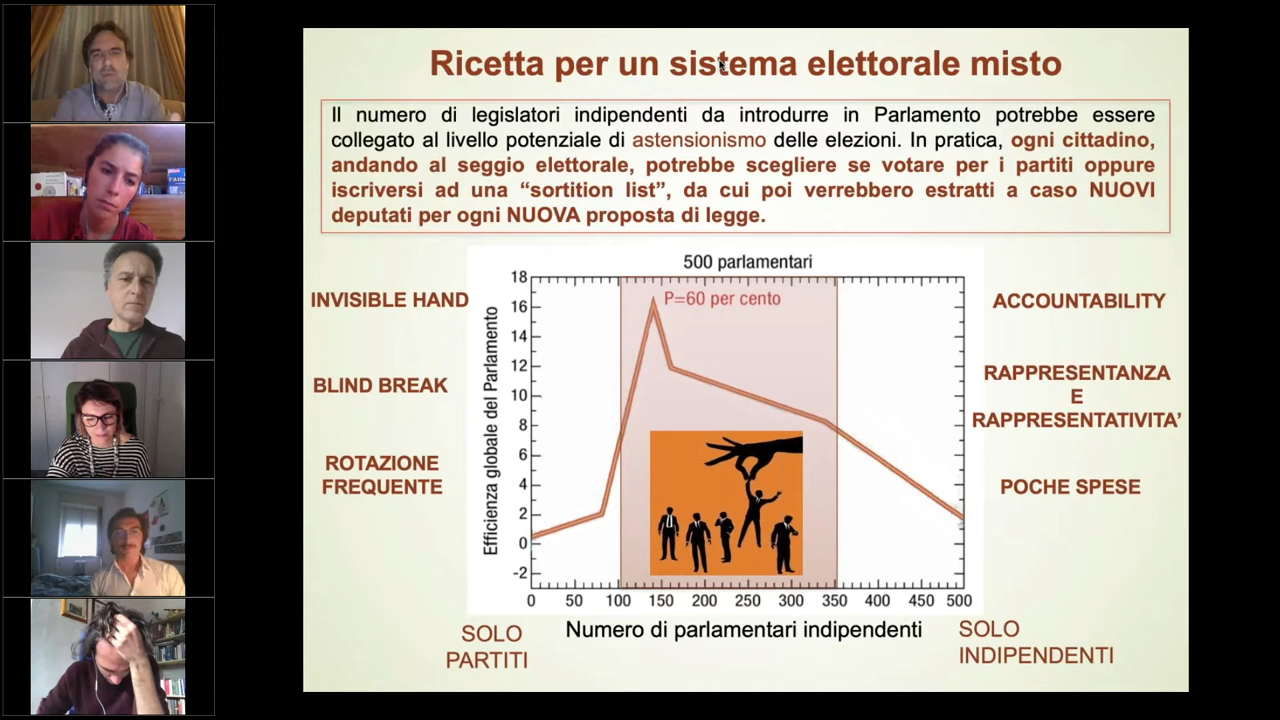 Ricetta per un sistema elettorale misto
Il numero di legislatori indipendenti da introdurre in Parlamento potrebbe essere
collegato al livello potenziale di astensionismo delle elezioni. In pratica, ogni cittadino,
andando al seggio elettorale, potrebbe scegliere se votare per i partiti oppure
iscriversi ad una “sortition list”, da cui poi verrebbero estratti a caso NUOVI
deputati per ogni NUOVA proposta di legge.
INVISIBLE HAND
BLIND BREAK
ROTAZIONE
FREQUENTE
500 parlamentari
P=60 per cento
Efficienza globale del Parlamento
18
16
14
12
10
8
6
4
2
0
-2
0 50 100 150 200 250 300 350 400 450 500
Numero di parlamentari indipendenti
SOLO
PARTITI
SOLO
INDIPENDENTI
ACCOUNTABILITY
RAPPRESENTANZA
E
RAPPRESENTATIVITA’
POCHE SPESE